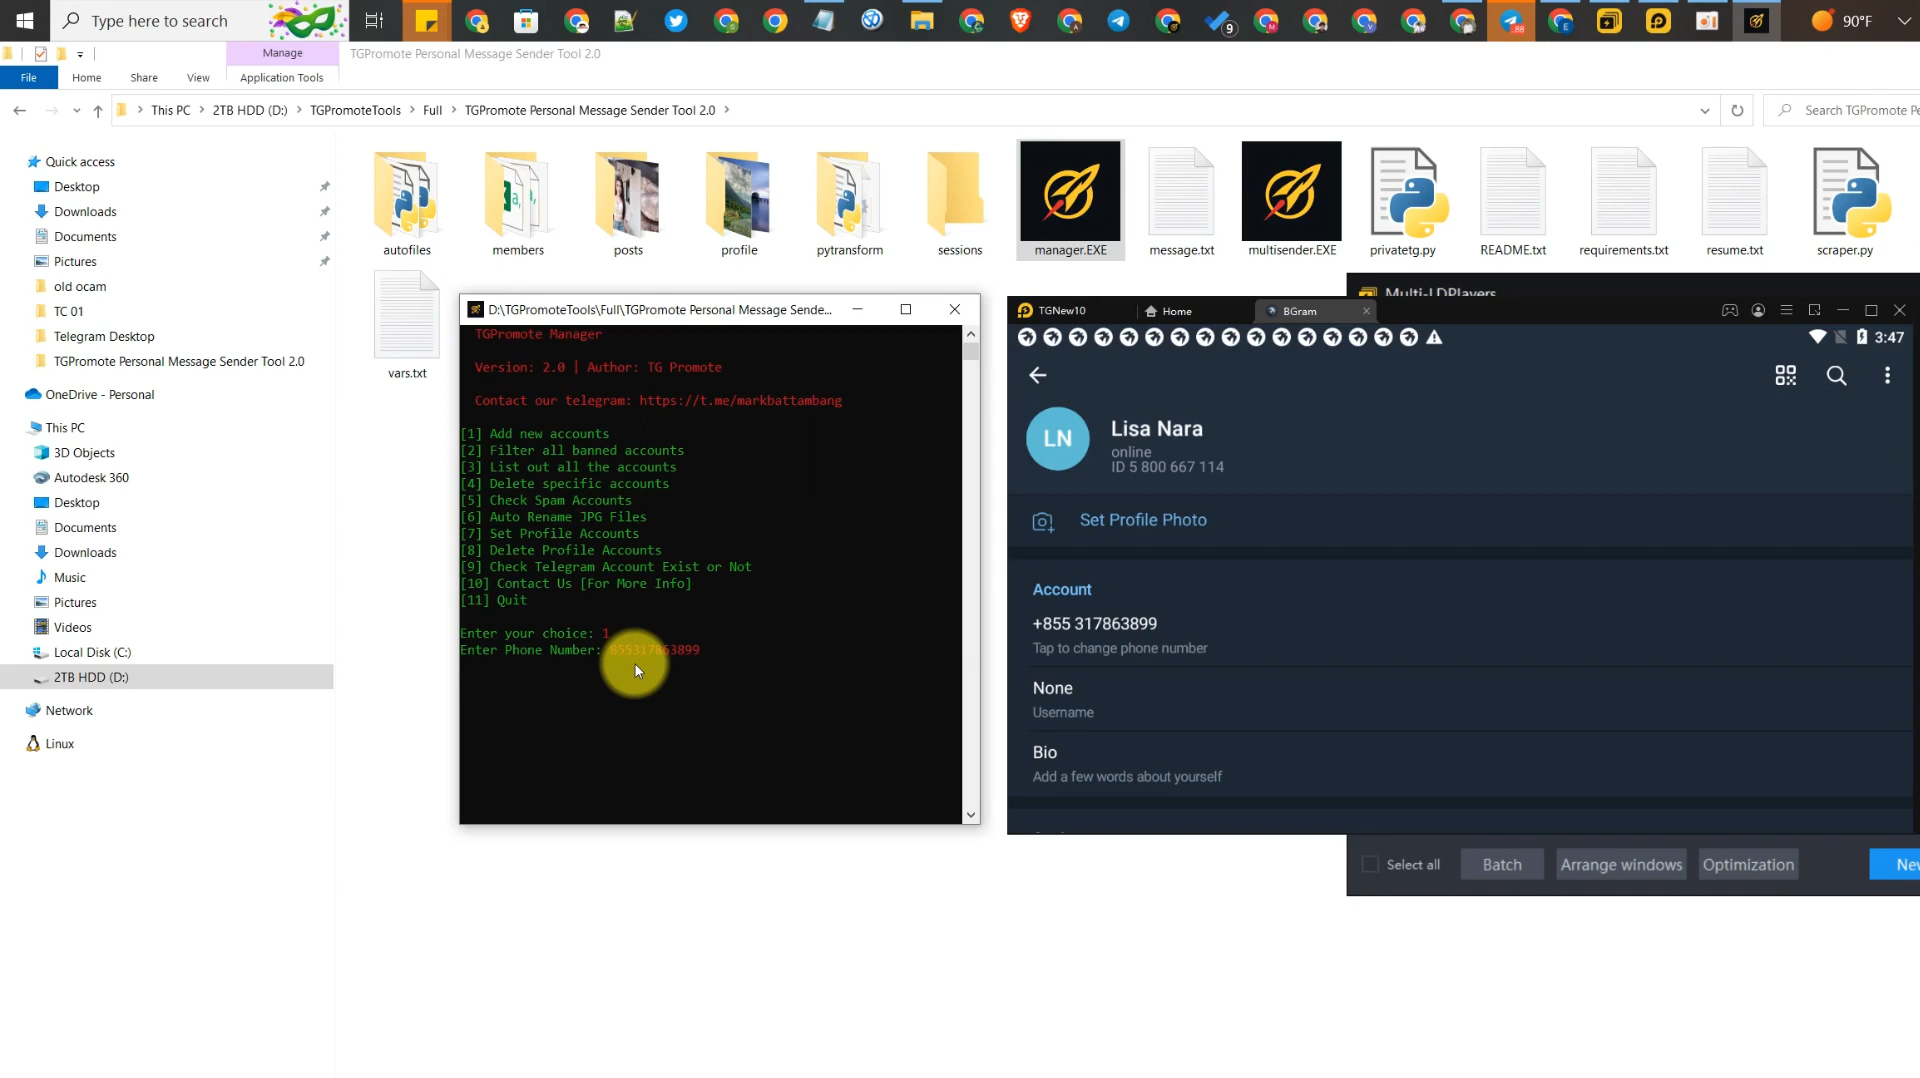 Type here to search
9
88
90°F
Manage
TGPromote Personal Message Sender Tool 2.0
File
Home
Share
View
Application Tools
This PC
2TB HDD (D:)
TGPromoteTools
Full
TGPromote Personal Message Sender Tool 2.0
Search TGPromote Pe
Quick access
Desktop
Downloads
Documents
Pictures
old ocam
TC 01
Telegram Desktop
TGPromote Personal Message Sender Tool 2.0
OneDrive - Personal
This PC
3D Objects
Autodesk 360
Desktop
Documents
Downloads
Music
Pictures
Videos
Local Disk (C:)
2TB HDD (D:)
Network
Linux
autofiles
members
posts
profile
pytransform
sessions
manager.EXE
message.txt
multisender.EXE
privatetg.py
README.txt
requirements.txt
resume.txt
scraper.py
vars.txt
D:\TGPromoteTools\Full\TGPromote Personal Message Sende...
TGPromote Manager
Version: 2.0 | Author: TG Promote
Contact our telegram: https://t.me/markbattambang
[1] Add new accounts
[2] Filter all banned accounts
[3] List out all the accounts
[4] Delete specific accounts
[5] Check Spam Accounts
[6] Auto Rename JPG Files
[7] Set Profile Accounts
[8] Delete Profile Accounts
[9] Check Telegram Account Exist or Not
[10] Contact Us [For More Info]
[11] Quit
Enter your choice: 1
Enter Phone Number: 855317863899
Multi-LDPlayers
TGNew10
Home
BGram
3:47
LN
Lisa Nara
online
ID 5 800 667 114
Set Profile Photo
Account
+855 317863899
Tap to change phone number
None
Username
Bio
Add a few words about yourself
Select all
Batch
Arrange windows
Optimization
New